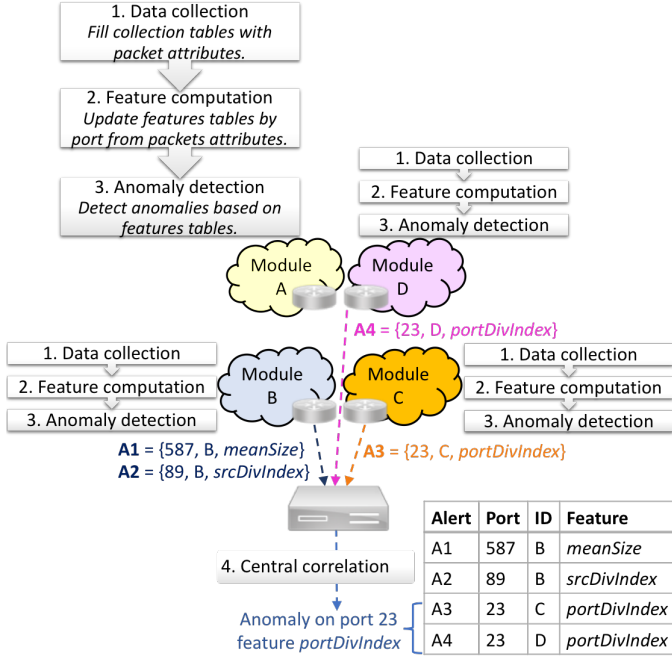 1. Data collection
Fill collection tables with
packet attributes.
2. Feature computation
Update features tables by
port from packets attributes.
3. Anomaly detection
Detect anomalies based on
features tables.
1. Data collection
2. Feature computation
3. Anomaly detection
Module
A
Module
D
A4 = {23, D, portDivIndex}
1. Data collection
2. Feature computation
3. Anomaly detection
Module
B
Module
C
1. Data collection
2. Feature computation
3. Anomaly detection
A1 = {587, B, meanSize}
A2 = {89, B, srcDivIndex}
A3 = {23, C, portDivIndex}
4. Central correlation
Anomaly on port 23
feature portDivIndex
Alert Port ID Feature
A1 587 B meanSize
A2 89 B srcDivIndex
A3 23 C portDivIndex
A4 23 D portDivIndex